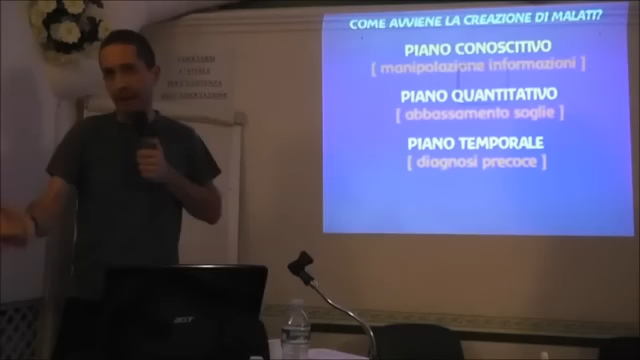 COME AVVIENE LA CREAZIONE DI MALATI?
PIANO CONOSCITIVO
[ manipolazione informazioni ]
PIANO QUANTITATIVO
[ abbassamento soglie ]
PIANO TEMPORALE
[ diagnosi precoce ]
acer